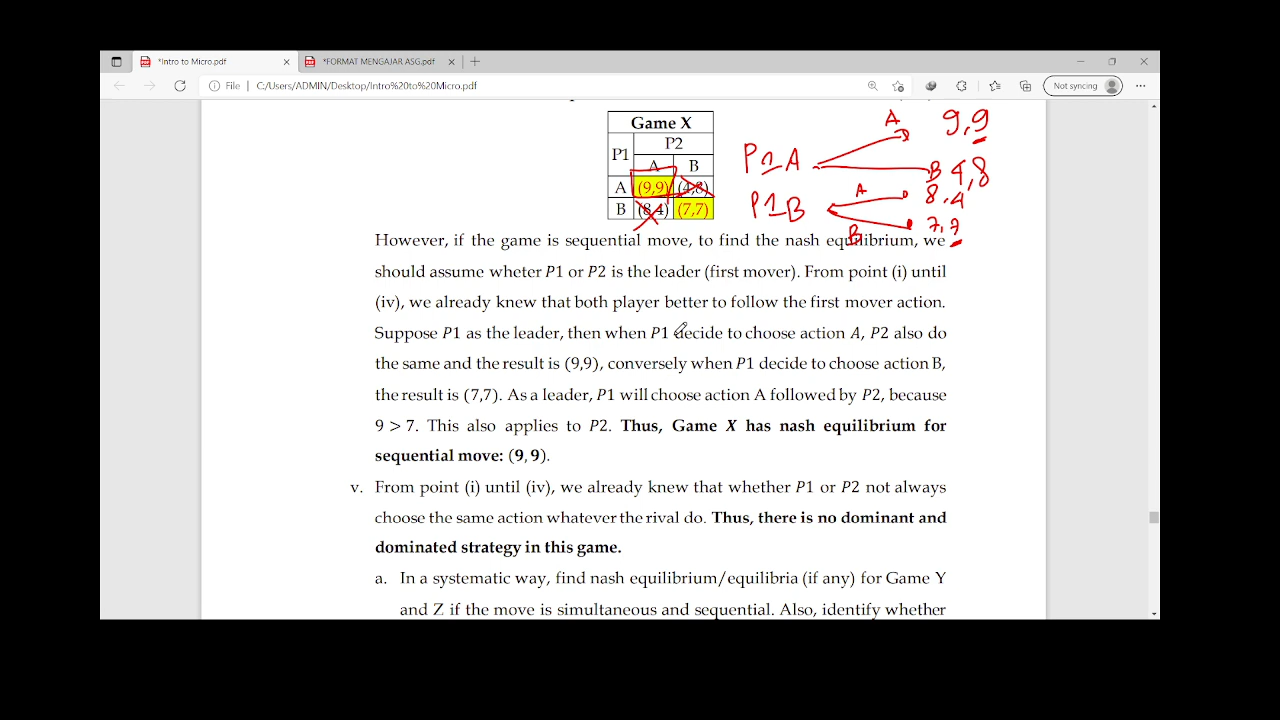 *Intro to Micro.pdf
*FORMAT MENGAJAR ASG.pdf
File | C:/Users/ADMIN/Desktop/Intro%20to%20Micro.pdf
Not syncing
Game X
P1 P2
A B
A (9,9) (4,8)
B (8,4) (7,7)
P1 A A 9,9
B 4,8
P1 B A 8,4
B 7,7
However, if the game is sequential move, to find the nash equilibrium, we
should assume wheter P1 or P2 is the leader (first mover). From point (i) until
(iv), we already knew that both player better to follow the first mover action.
Suppose P1 as the leader, then when P1 decide to choose action A, P2 also do
the same and the result is (9,9), conversely when P1 decide to choose action B,
the result is (7,7). As a leader, P1 will choose action A followed by P2, because
9 > 7. This also applies to P2. Thus, Game X has nash equilibrium for
sequential move: (9, 9).
v. From point (i) until (iv), we already knew that whether P1 or P2 not always
choose the same action whatever the rival do. Thus, there is no dominant and
dominated strategy in this game.
a. In a systematic way, find nash equilibrium/equilibria (if any) for Game Y
and Z if the move is simultaneous and sequential. Also, identify whether